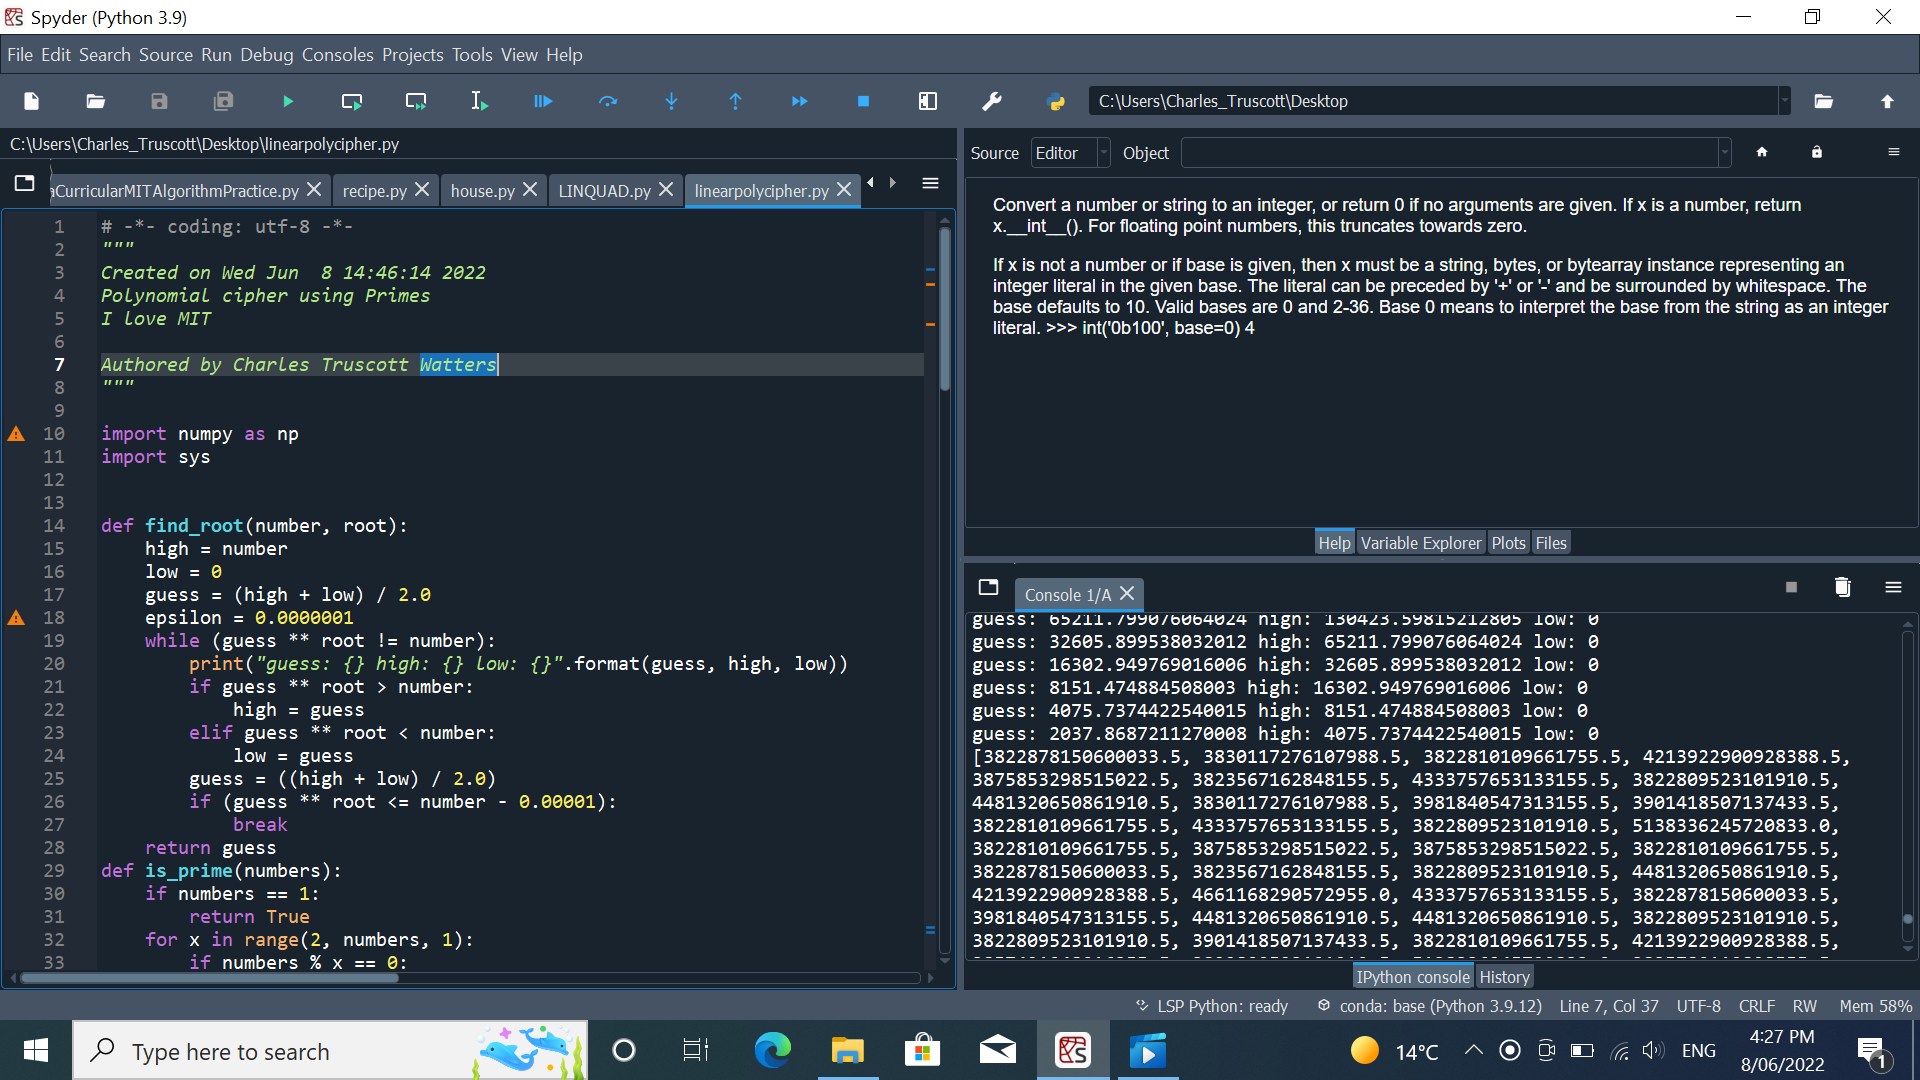 Spyder (Python 3.9)
File Edit Search Source Run Debug Consoles Projects Tools View Help
C:\Users\Charles_Truscott\Desktop
C:\Users\Charles_Truscott\Desktop\linearpolycipher.py
aCurricularMITAlgorithmPractice.py recipe.py house.py LINQUAD.py linearpolycipher.py
1 # -*- coding: utf-8 -*-
2 """
3 Created on Wed Jun  8 14:46:14 2022
4 Polynomial cipher using Primes
5 I love MIT
6
7 Authored by Charles Truscott Watters
8 """
9
10 import numpy as np
11 import sys
12
13
14 def find_root(number, root):
15     high = number
16     low = 0
17     guess = (high + low) / 2.0
18     epsilon = 0.0000001
19     while (guess ** root != number):
20         print("guess: {} high: {} low: {}".format(guess, high, low))
21         if guess ** root > number:
22             high = guess
23         elif guess ** root < number:
24             low = guess
25         guess = ((high + low) / 2.0)
26         if (guess ** root <= number - 0.00001):
27             break
28     return guess
29 def is_prime(numbers):
30     if numbers == 1:
31         return True
32     for x in range(2, numbers, 1):
33         if numbers % x == 0:
Source Editor Object
Convert a number or string to an integer, or return 0 if no arguments are given. If x is a number, return
x.__int__(). For floating point numbers, this truncates towards zero.
If x is not a number or if base is given, then x must be a string, bytes, or bytearray instance representing an
integer literal in the given base. The literal can be preceded by '+' or '-' and be surrounded by whitespace. The
base defaults to 10. Valid bases are 0 and 2-36. Base 0 means to interpret the base from the string as an integer
literal. >>> int('0b100', base=0) 4
Help Variable Explorer Plots Files
Console 1/A
guess: 65211.799076064024 high: 130423.59815212805 low: 0
guess: 32605.899538032012 high: 65211.799076064024 low: 0
guess: 16302.949769016006 high: 32605.899538032012 low: 0
guess: 8151.474884508003 high: 16302.949769016006 low: 0
guess: 4075.7374422540015 high: 8151.474884508003 low: 0
guess: 2037.8687211270008 high: 4075.7374422540015 low: 0
[3822878150600033.5, 3830117276107988.5, 3822810109661755.5, 4213922900928388.5,
3875853298515022.5, 3823567162848155.5, 4333757653133155.5, 3822809523101910.5,
4481320650861910.5, 3830117276107988.5, 3981840547313155.5, 3901418507137433.5,
3822810109661755.5, 4333757653133155.5, 3822809523101910.5, 5138336245720833.0,
3822810109661755.5, 3875853298515022.5, 3875853298515022.5, 3822810109661755.5,
3822878150600033.5, 3823567162848155.5, 3822809523101910.5, 4481320650861910.5,
4213922900928388.5, 4661168290572955.0, 4333757653133155.5, 3822878150600033.5,
3981840547313155.5, 4481320650861910.5, 4481320650861910.5, 3822809523101910.5,
3822809523101910.5, 3901418507137433.5, 3822810109661755.5, 4213922900928388.5,
IPython console History
LSP Python: ready conda: base (Python 3.9.12) Line 7, Col 37 UTF-8 CRLF RW Mem 58%
Type here to search
14°C ENG
4:27 PM
8/06/2022
1